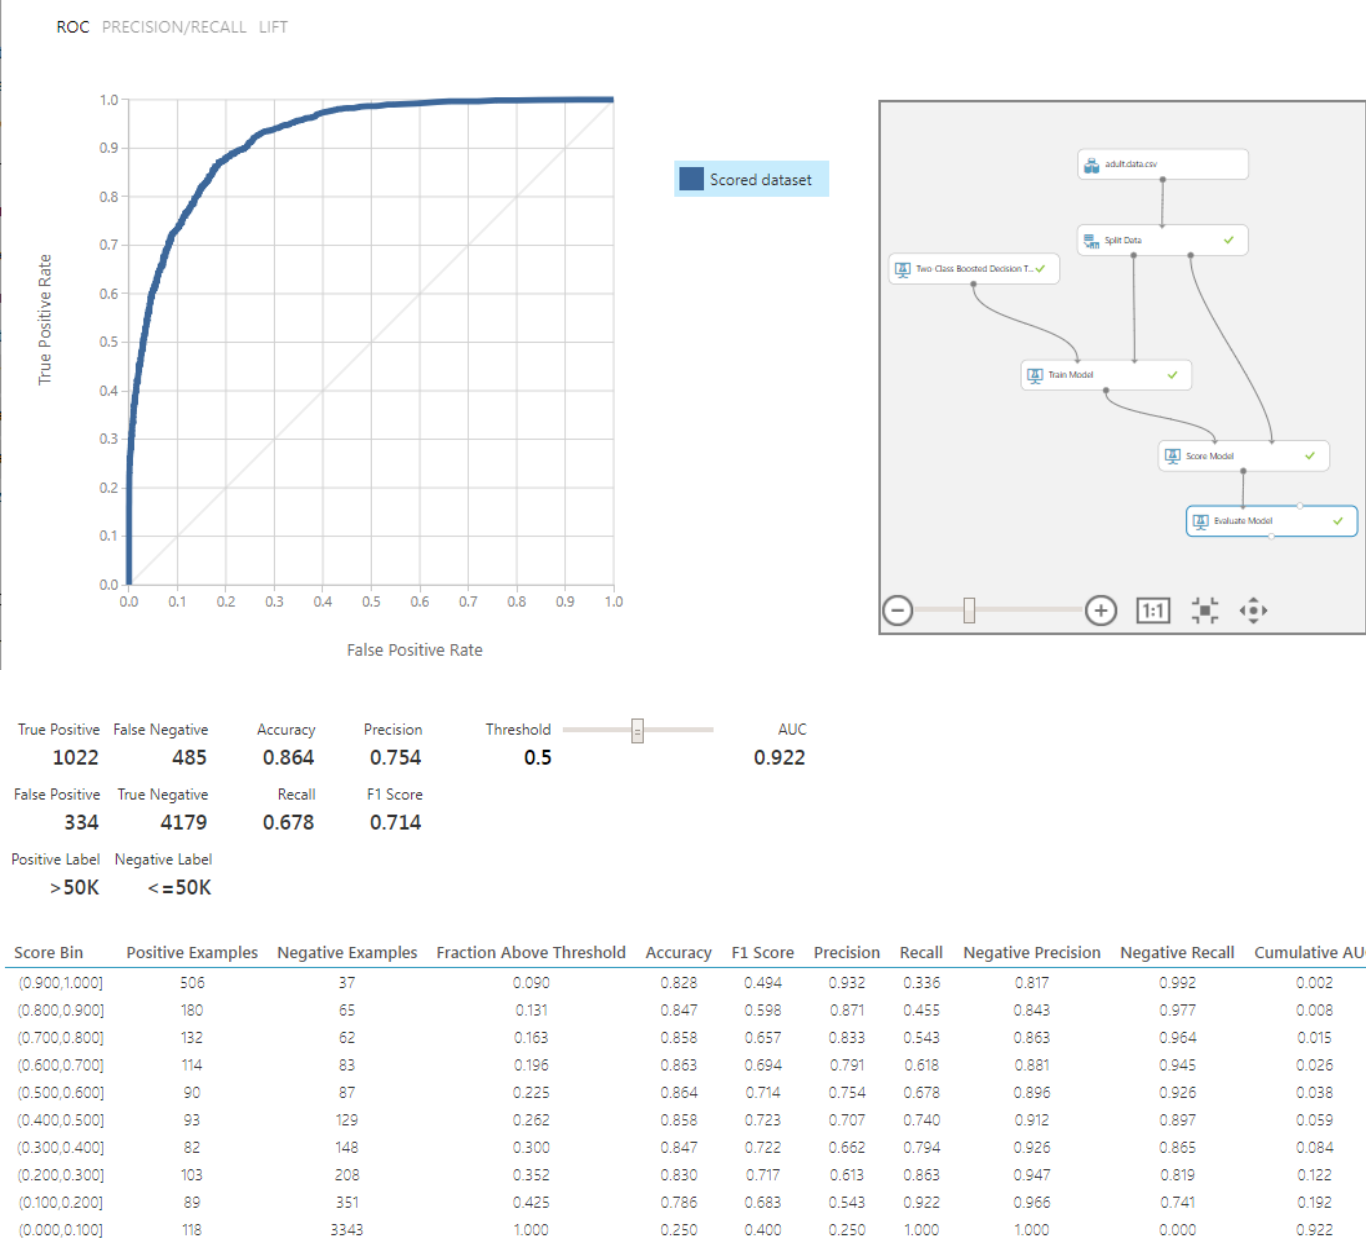 ROC PRECISION/RECALL LIFT
1.0
0.9
0.8
0.7
0.6
0.5
0.4
0.3
0.2
0.1
0.0
True Positive Rate
0.0 0.1 0.2 0.3 0.4 0.5 0.6 0.7 0.8 0.9 1.0
False Positive Rate
Scored dataset
adult.data.csv
Split Data
Two-Class Boosted Decision T...
Train Model
Score Model
Evaluate Model
1:1
True Positive False Negative Accuracy Precision Threshold AUC
1022 485 0.864 0.754 0.5 0.922
False Positive True Negative Recall F1 Score
334 4179 0.678 0.714
Positive Label Negative Label
>50K <=50K
Score Bin Positive Examples Negative Examples Fraction Above Threshold Accuracy F1 Score Precision Recall Negative Precision Negative Recall Cumulative AU
(0.900,1.000] 506 37 0.090 0.828 0.494 0.932 0.336 0.817 0.992 0.002
(0.800,0.900] 180 65 0.131 0.847 0.598 0.871 0.455 0.843 0.977 0.008
(0.700,0.800] 132 62 0.163 0.858 0.657 0.833 0.543 0.863 0.964 0.015
(0.600,0.700] 114 83 0.196 0.863 0.694 0.791 0.618 0.881 0.945 0.026
(0.500,0.600] 90 87 0.225 0.864 0.714 0.754 0.678 0.896 0.926 0.038
(0.400,0.500] 93 129 0.262 0.858 0.723 0.707 0.740 0.912 0.897 0.059
(0.300,0.400] 82 148 0.300 0.847 0.722 0.662 0.794 0.926 0.865 0.084
(0.200,0.300] 103 208 0.352 0.830 0.717 0.613 0.863 0.947 0.819 0.122
(0.100,0.200] 89 351 0.425 0.786 0.683 0.543 0.922 0.966 0.741 0.192
(0.000,0.100] 118 3343 1.000 0.250 0.400 0.250 1.000 1.000 0.000 0.922